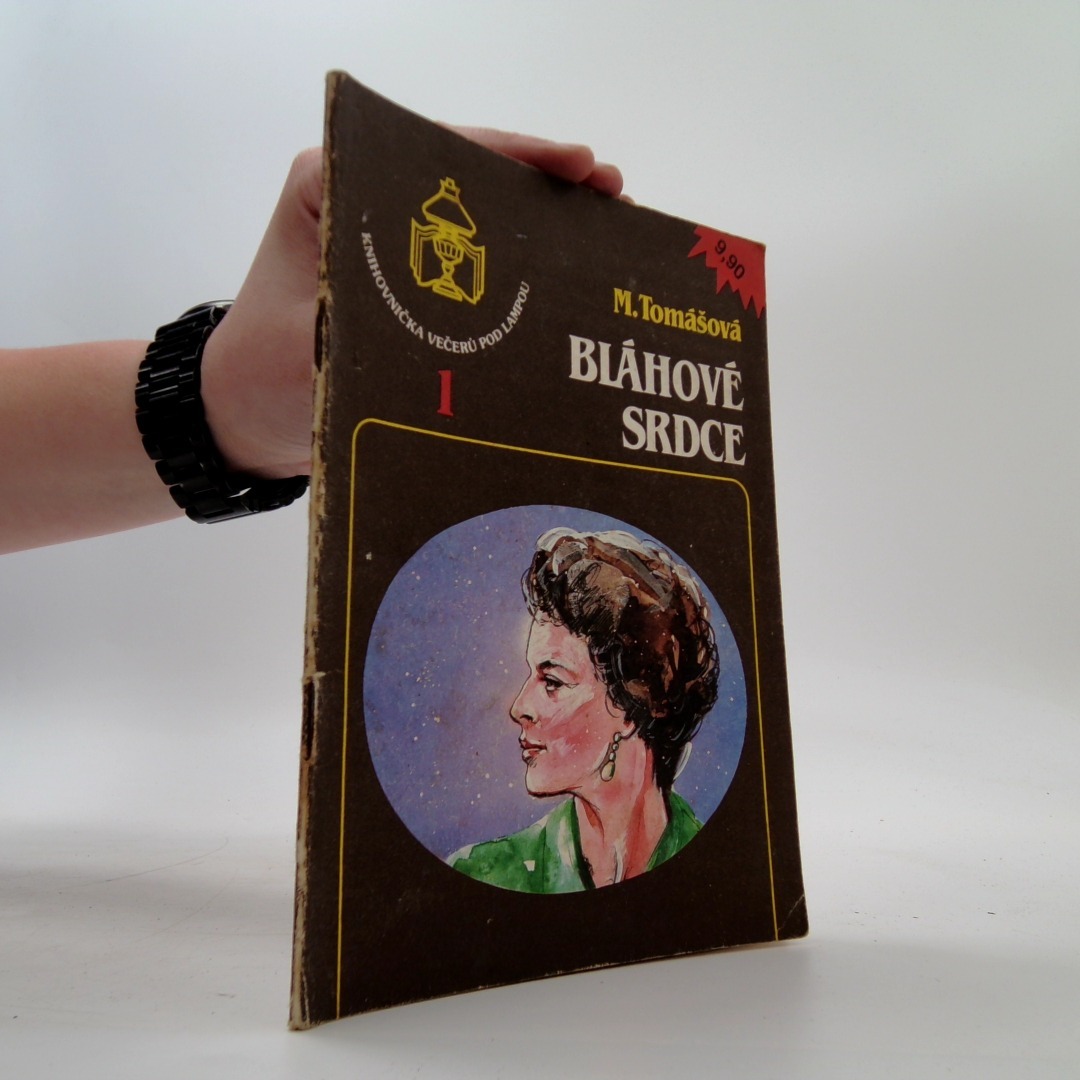 KNIHOVNIČKA VEČERŮ POD LAMPOU
1
9,90
M. Tomášová
BLÁHOVÉ
SRDCE